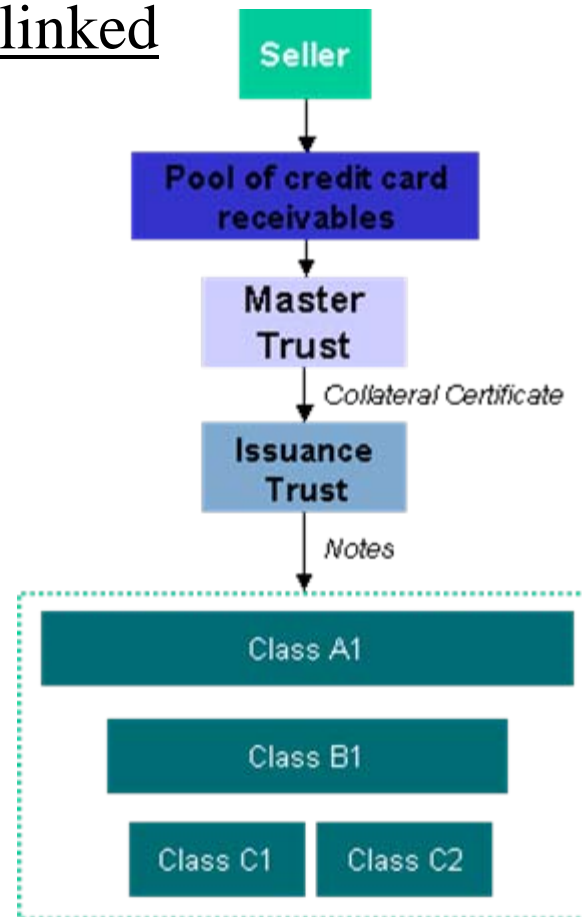 linked
Seller
Pool of credit card
receivables
Master
Trust
Collateral Certificate
Issuance
Trust
Notes
Class A1
Class B1
Class C1
Class C2